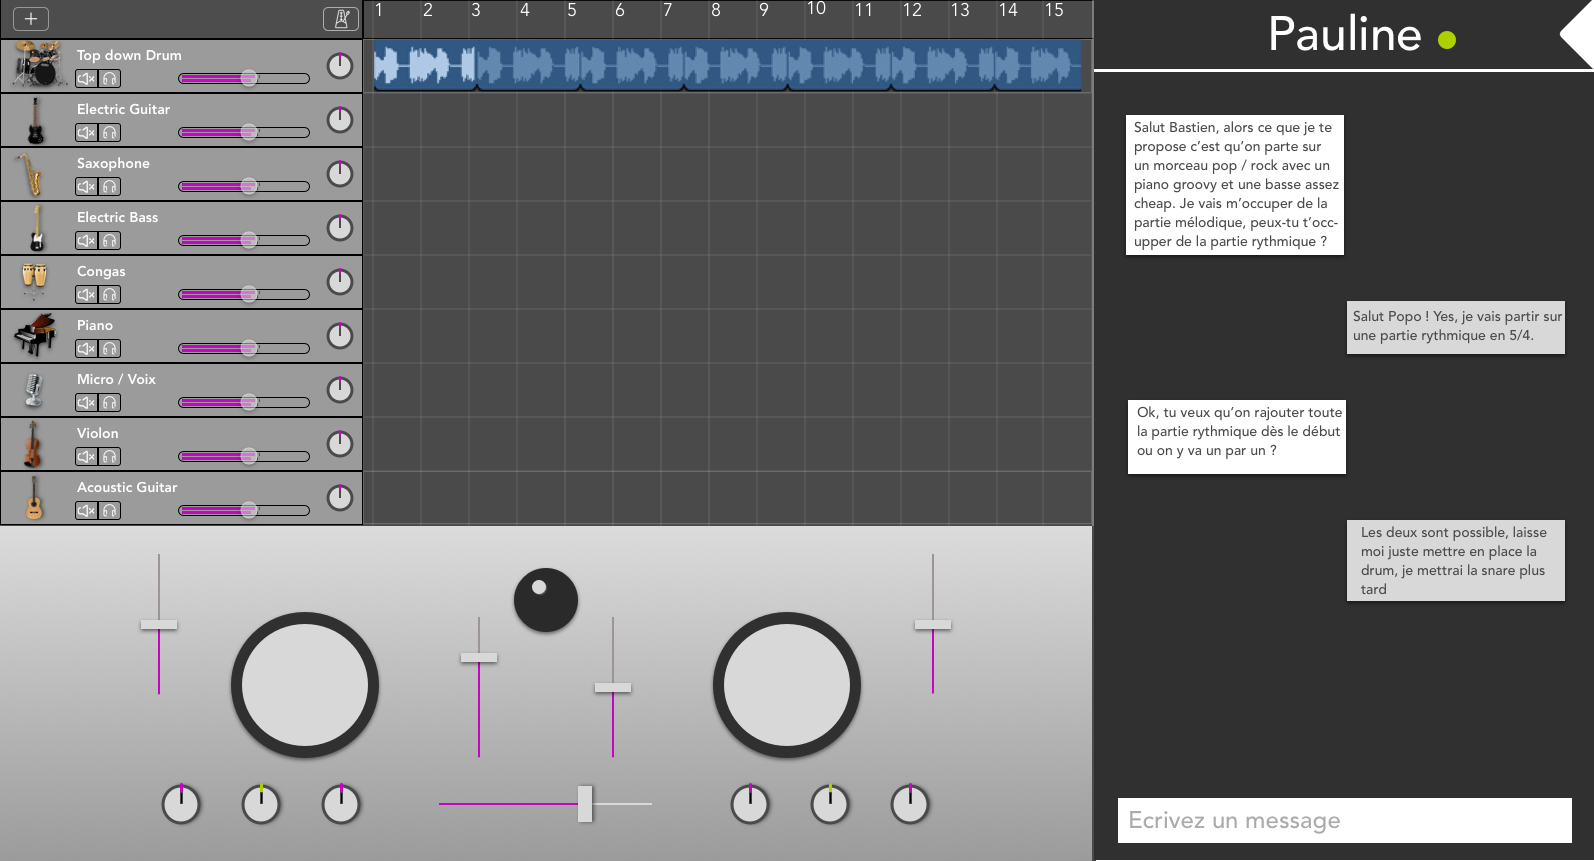 1 2 3 4 5 6 7 8 9 10 11 12 13 14 15
Top down Drum
Electric Guitar
Saxophone
Electric Bass
Congas
Piano
Micro / Voix
Violon
Acoustic Guitar
Pauline
Salut Bastien, alors ce que je te
propose c’est qu’on parte sur
un morceau pop / rock avec un
piano groovy et une basse assez
cheap. Je vais m’occuper de la
partie mélodique, peux-tu t’occ-
upper de la partie rythmique ?
Salut Popo ! Yes, je vais partir sur
une partie rythmique en 5/4.
Ok, tu veux qu’on rajouter toute
la partie rythmique dès le début
ou on y va un par un ?
Les deux sont possible, laisse
moi juste mettre en place la
drum, je mettrai la snare plus
tard
Ecrivez un message